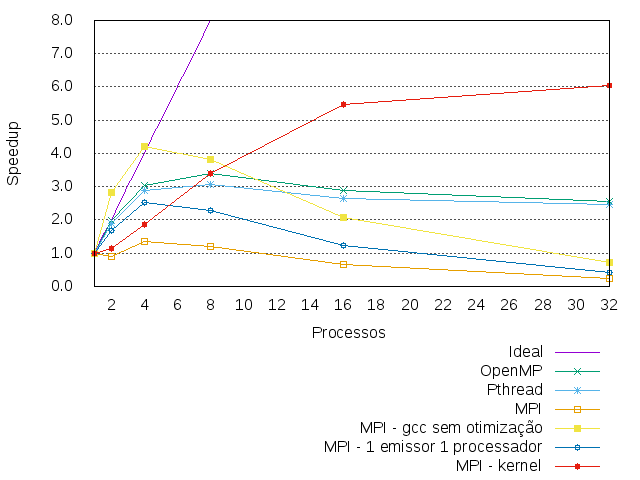 8.0
7.0
6.0
5.0
4.0
3.0
2.0
1.0
0.0
Speedup
2 4 6 8 10 12 14 16 18 20 22 24 26 28 30 32
Processos
Ideal
OpenMP
Pthread
MPI
MPI - gcc sem otimização
MPI - 1 emissor 1 processador
MPI - kernel